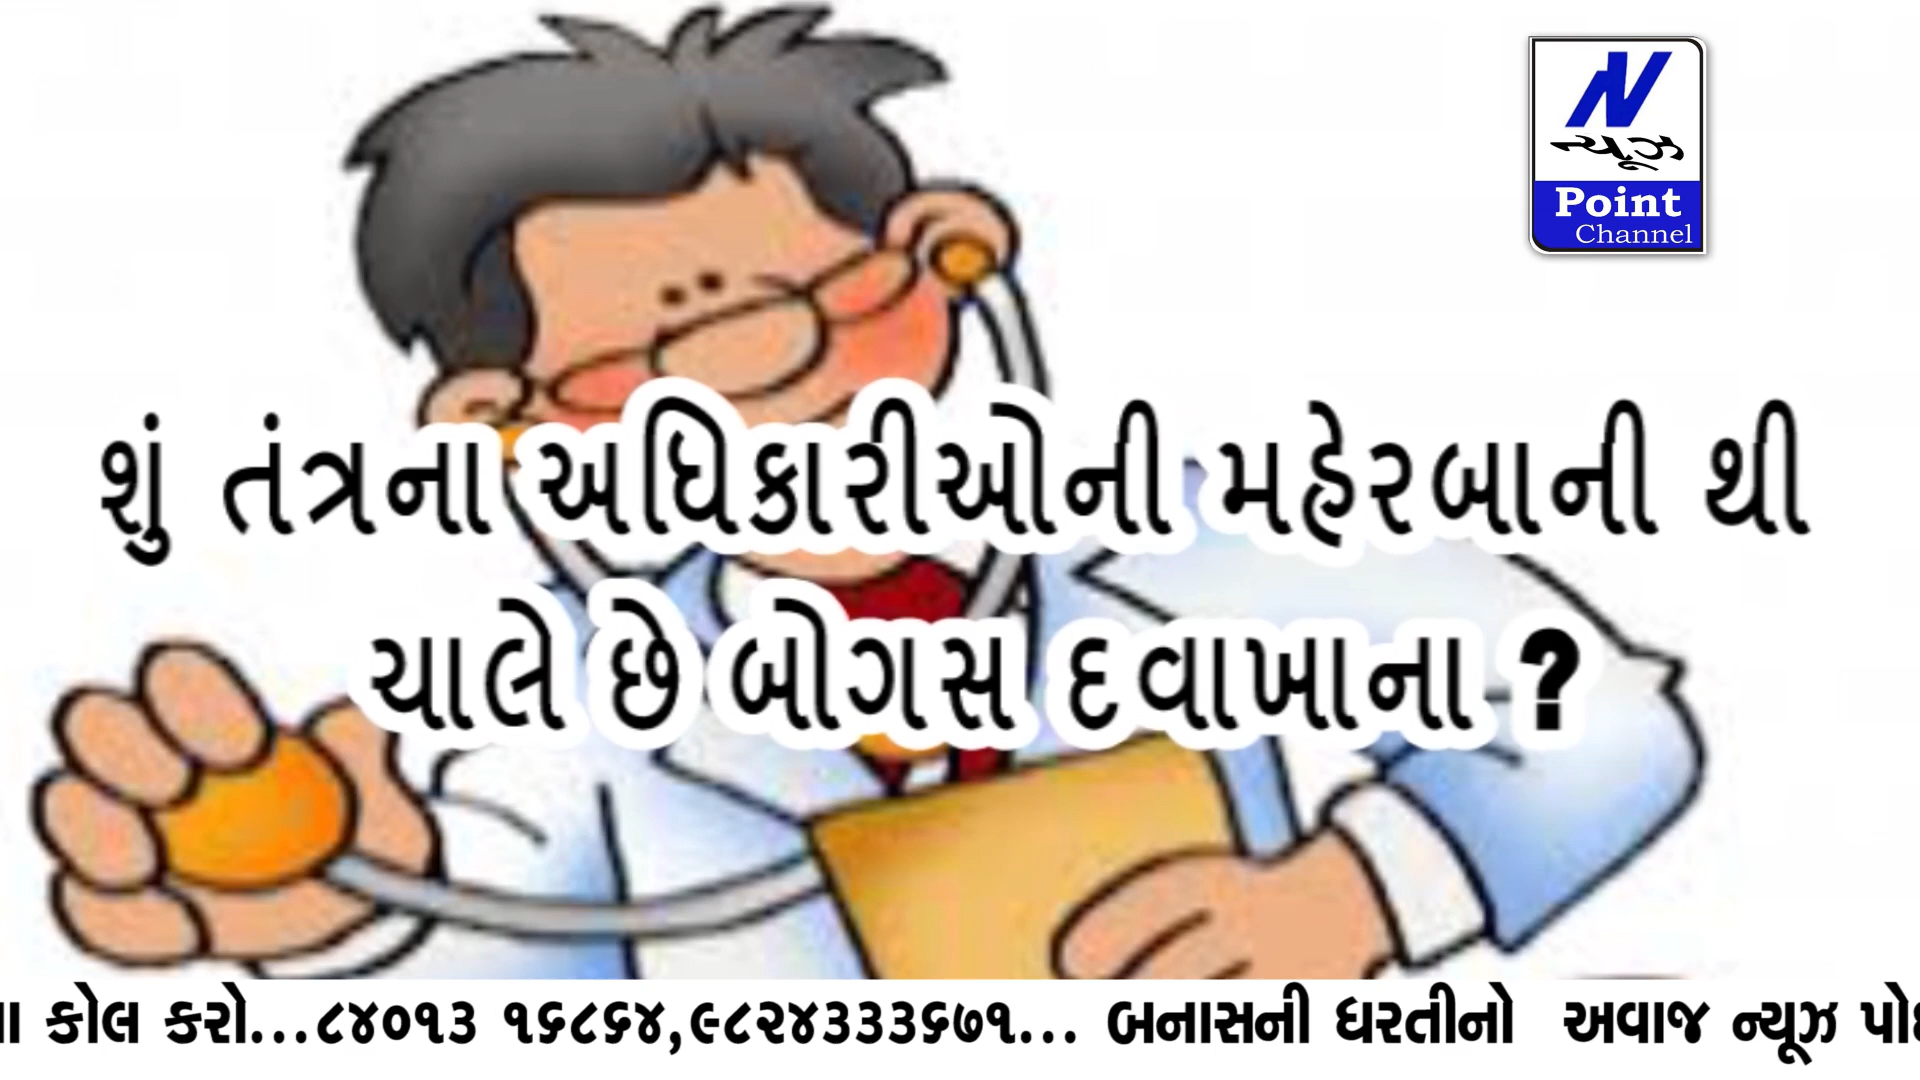 N
ન્યૂઝ
Point
Channel
શું તંત્રના અધિકારીઓની મહેરબાની થી
ચાલે છે બોગસ દવાખાના ?
કોલ કરો...૮૪૦૧૩ ૧૬૮૬૪,૯૮૨૪૩૩૩૬૭૧... બનાસની ધરતીનો અવાજ ન્યૂઝ